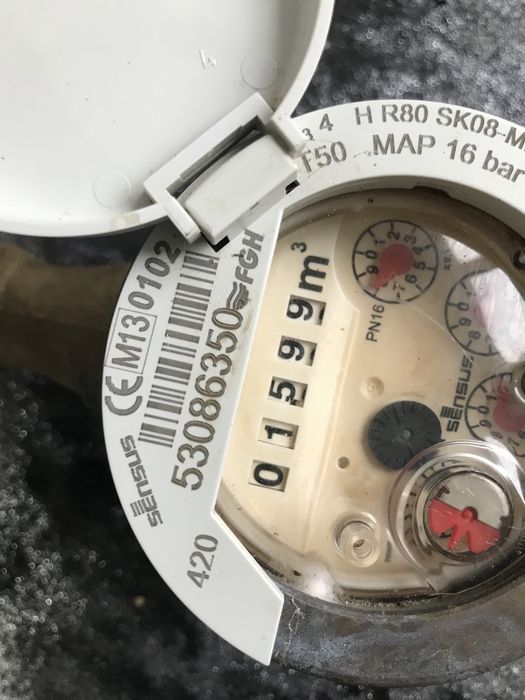 4
3 4 H R80 SK08-M
T50 MAP 16 bar
CE M13 0102
53086350 FGH
SENSUS
420
01599 m³
PN16
SENSUS